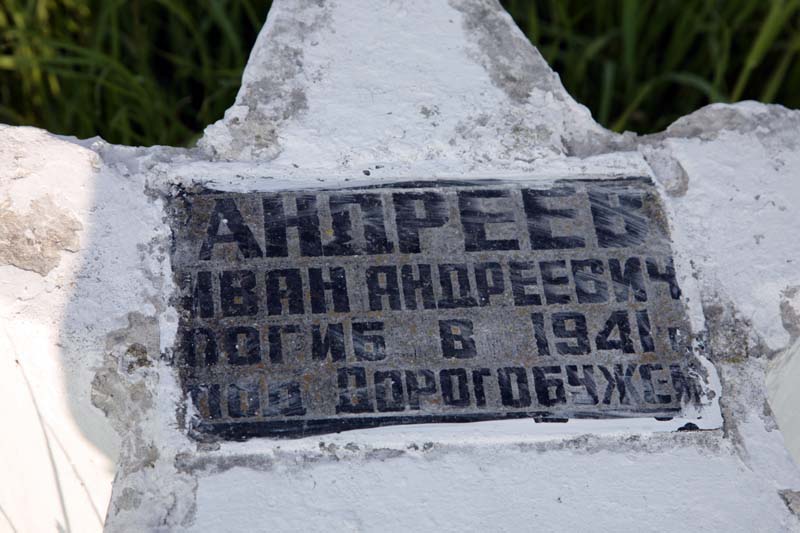 АНДРЕЕВ
ИВАН АНДРЕЕВИЧ
ПОГИБ В 1941 г
ПОД ДОРОГОБУЖЕМ